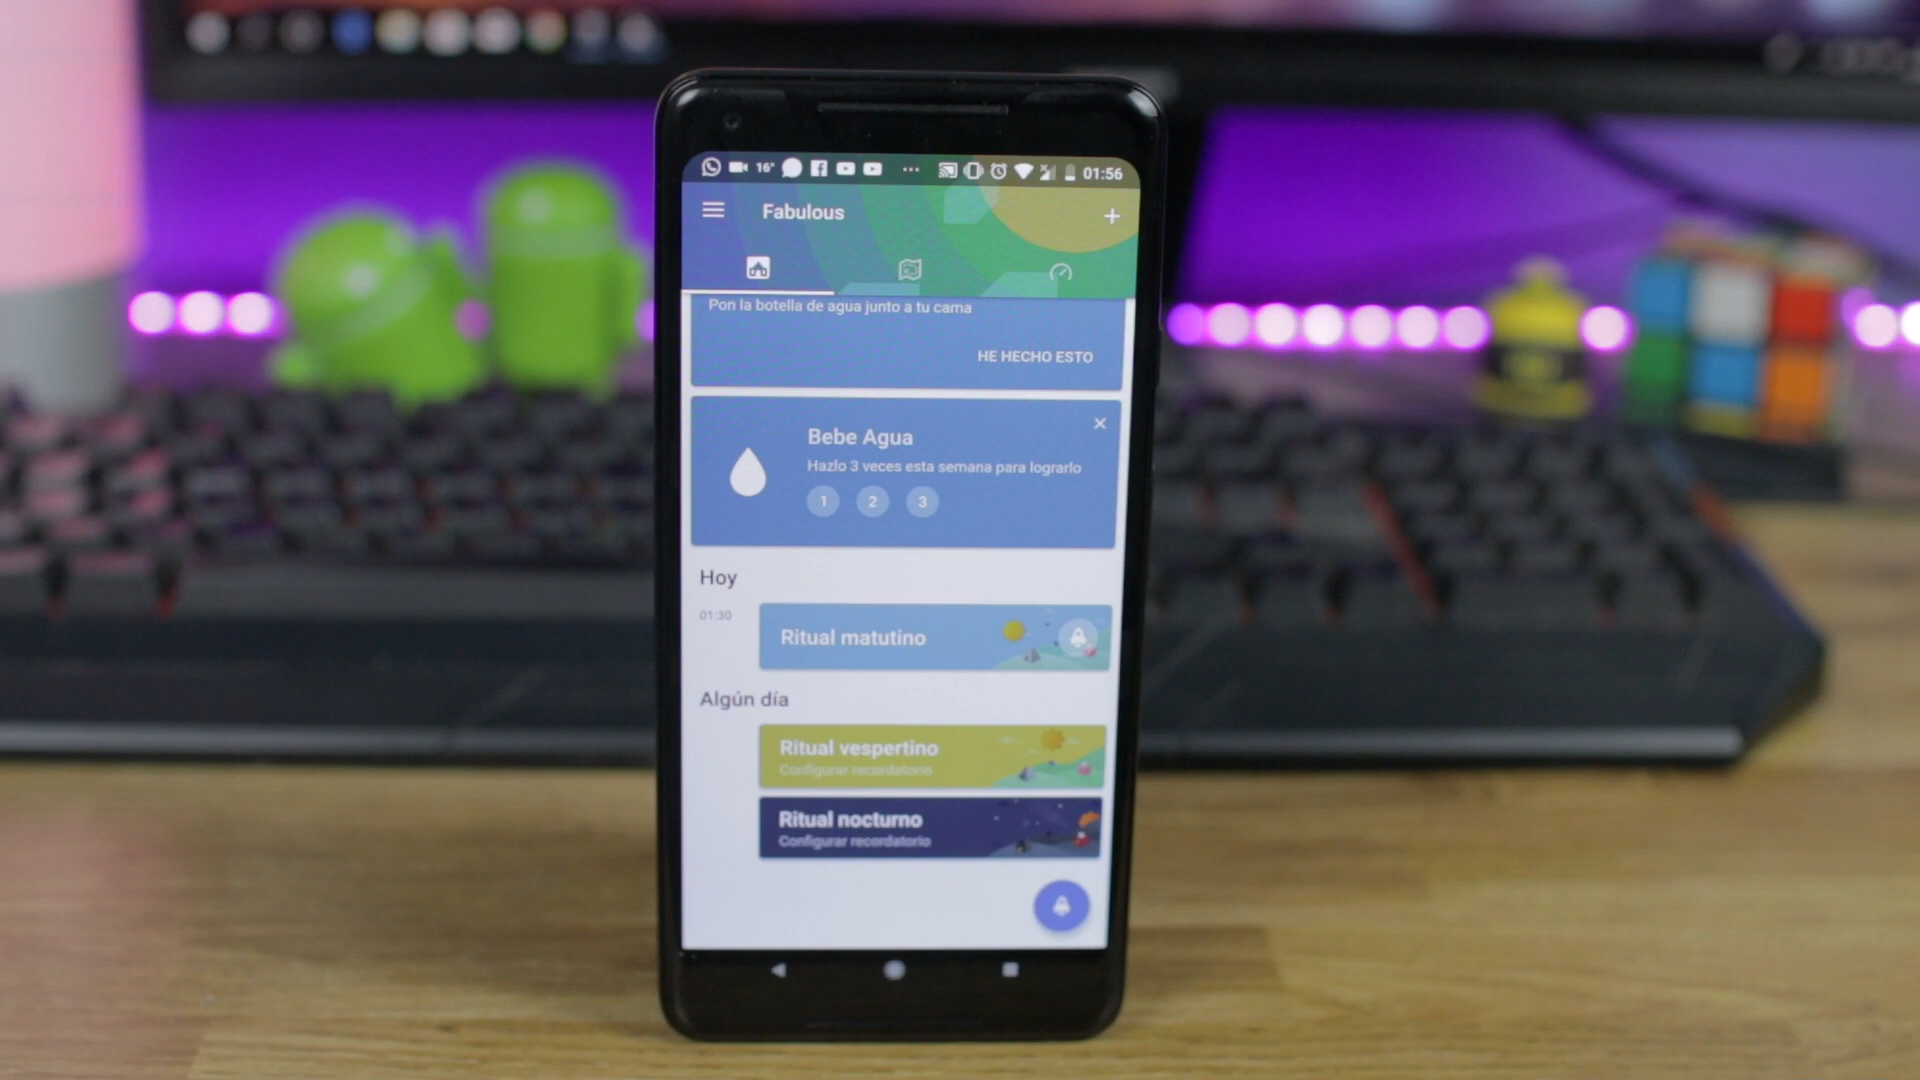 16°
01:56
Fabulous
Pon la botella de agua junto a tu cama
HE HECHO ESTO
Bebe Agua
Hazlo 3 veces esta semana para lograrlo
1 2 3
Hoy
01:30
Ritual matutino
Algún día
Ritual vespertino
Configurar recordatorio
Ritual nocturno
Configurar recordatorio